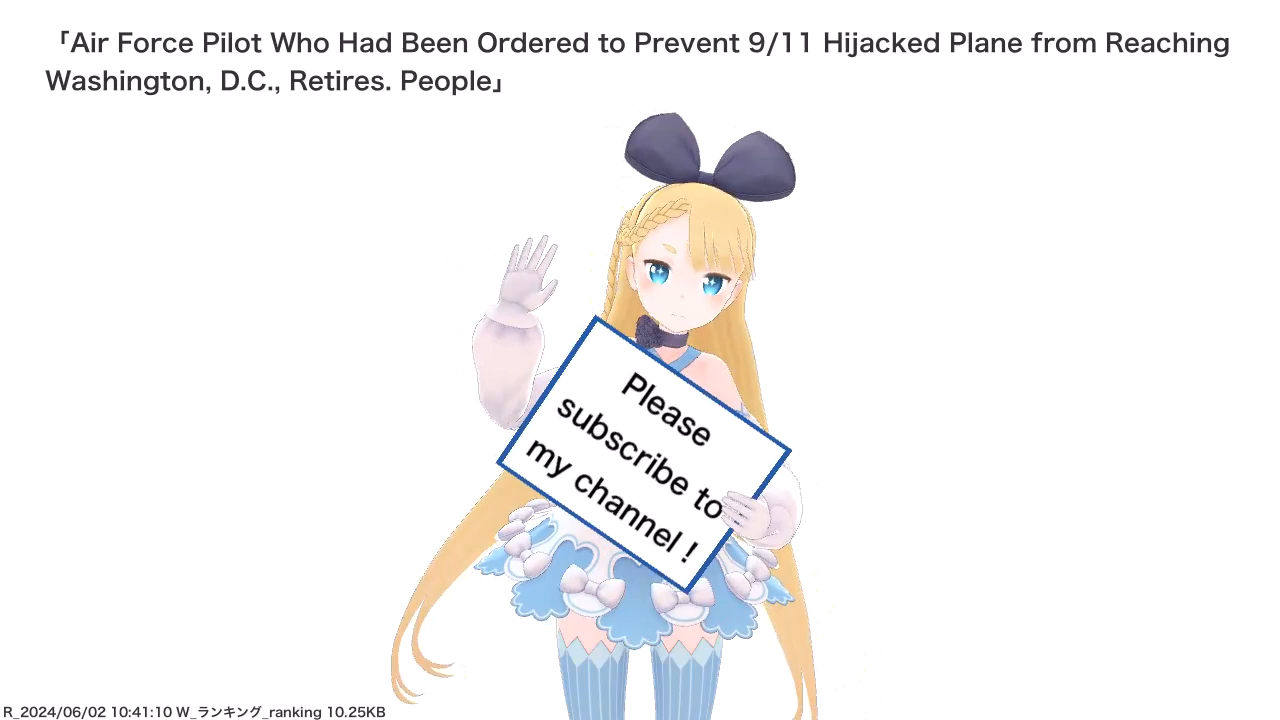 「Air Force Pilot Who Had Been Ordered to Prevent 9/11 Hijacked Plane from Reaching
Washington, D.C., Retires. People」
Please
subscribe to
my channel !
R_2024/06/02 10:41:10 W_ランキング_ranking 10.25KB